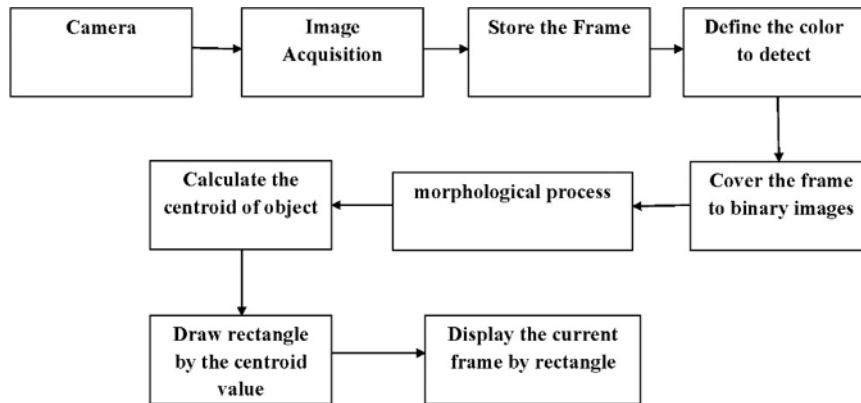 Camera
Image
Acquisition
Store the Frame
Define the color
to detect
Cover the frame
to binary images
morphological process
Calculate the
centroid of object
Draw rectangle
by the centroid
value
Display the current
frame by rectangle